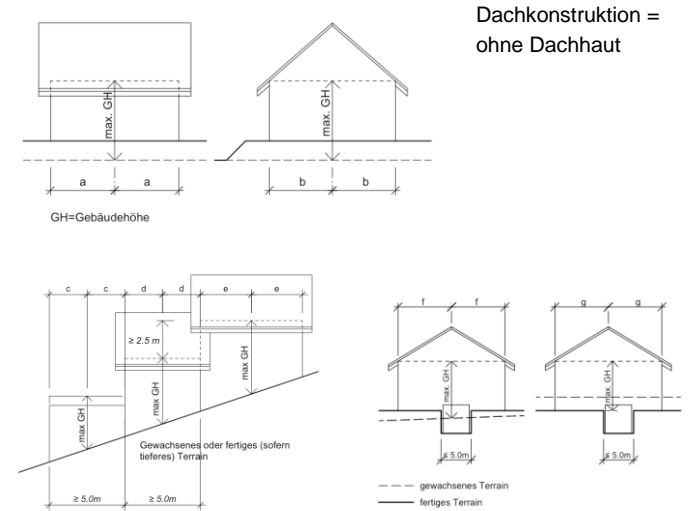 Dachkonstruktion =
ohne Dachhaut
max. GH
max. GH
a a
b b
GH=Gebäudehöhe
c c d d e e
≥ 2.5 m
max GH
max GH
max GH
Gewachsenes oder fertiges (sofern
tieferes) Terrain
≥ 5.0m ≥ 5.0m
f f
g g
max. GH
max. GH
≤ 5.0m
≤ 5.0m
gewachsenes Terrain
fertiges Terrain